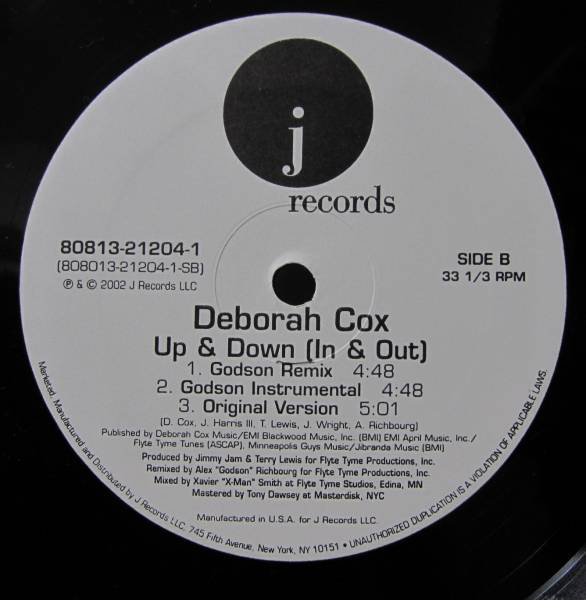 j
records
80813-21204-1
(808013-21204-1-SB)
℗ & © 2002 J Records LLC
SIDE B
33 1/3 RPM
Deborah Cox
Up & Down (In & Out)
1. Godson Remix 4:48
2. Godson Instrumental 4:48
3. Original Version 5:01
(D. Cox, J. Harris III, T. Lewis, J. Wright, A. Richbourg)
Published by Deborah Cox Music/EMI Blackwood Music, Inc. (BMI) EMI April Music, Inc./
Flyte Tyme Tunes (ASCAP), Minneapolis Guys Music/Jibranda Music (BMI)
Produced by Jimmy Jam & Terry Lewis for Flyte Tyme Productions, Inc.
Remixed by Alex "Godson" Richbourg for Flyte Tyme Productions, Inc.
Mixed by Xavier "X-Man" Smith at Flyte Tyme Studios, Edina, MN
Mastered by Tony Dawsey at Masterdisk, NYC
Manufactured in U.S.A. for J Records LLC
Marketed, Manufactured and Distributed by J Records LLC, 745 Fifth Avenue, New York, NY 10151 • UNAUTHORIZED DUPLICATION IS A VIOLATION OF APPLICABLE LAWS.